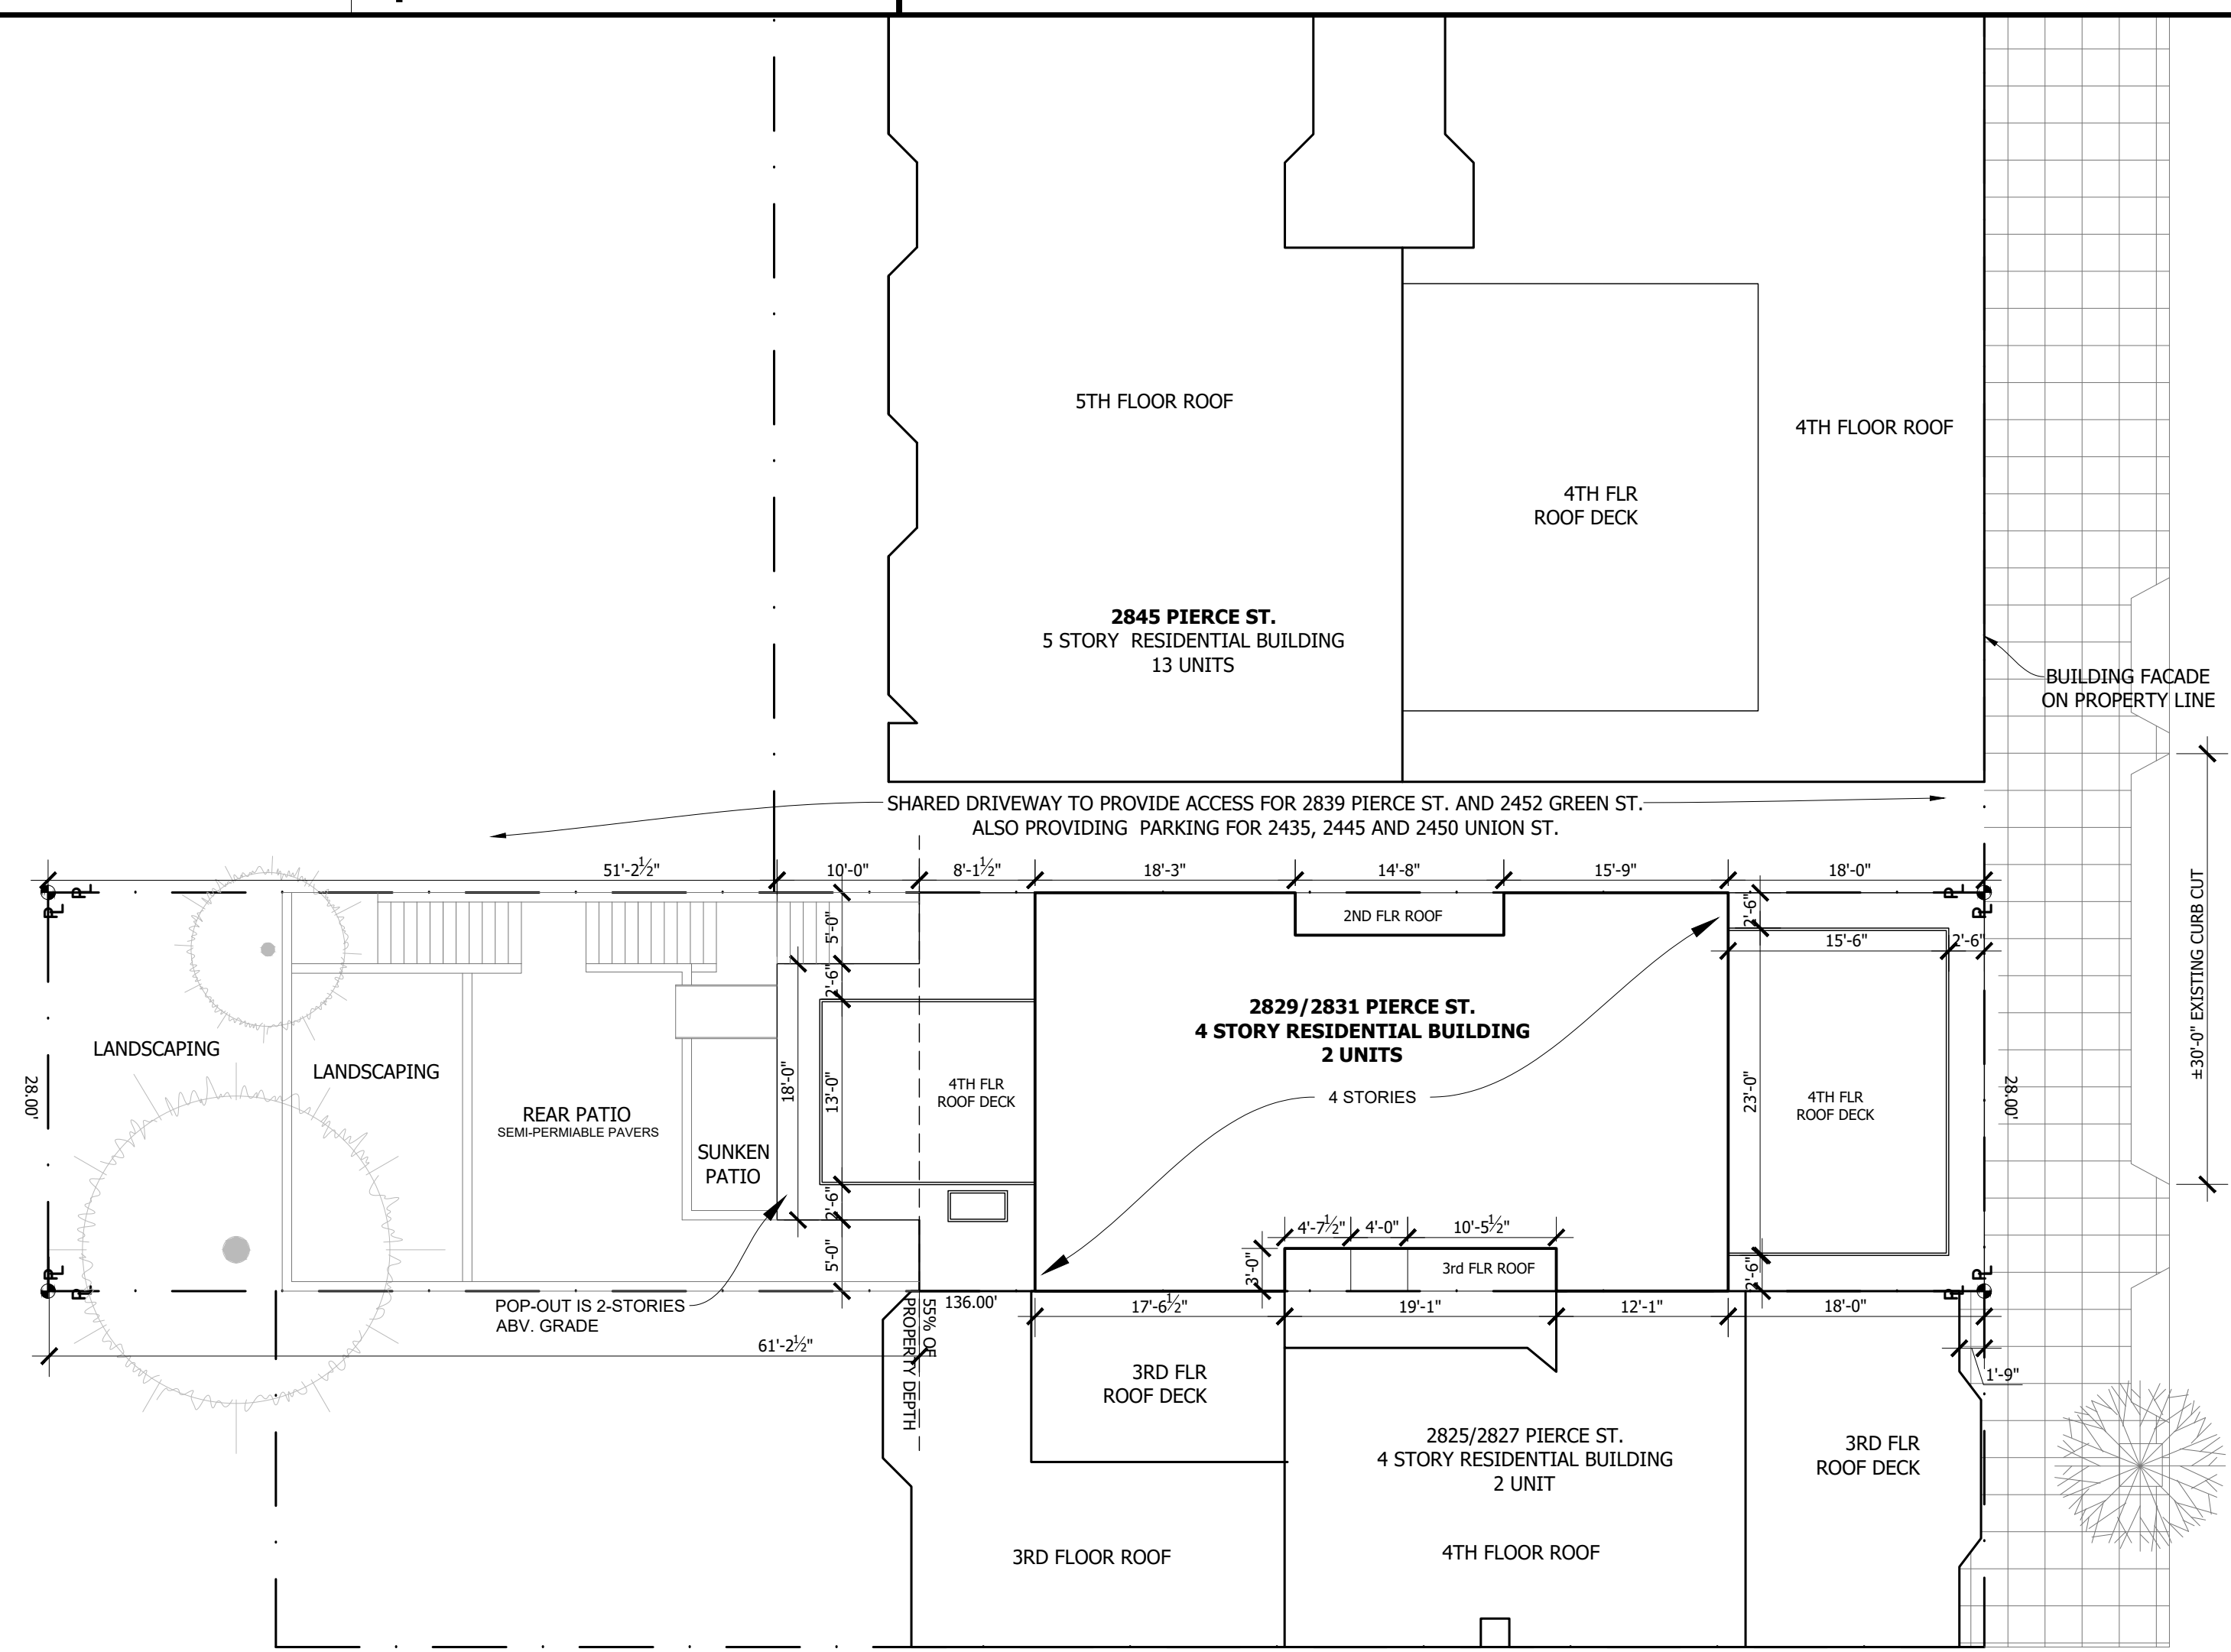 5TH FLOOR ROOF
4TH FLOOR ROOF
4TH FLR
ROOF DECK
2845 PIERCE ST.
5 STORY RESIDENTIAL BUILDING
13 UNITS
BUILDING FACADE
ON PROPERTY LINE
SHARED DRIVEWAY TO PROVIDE ACCESS FOR 2839 PIERCE ST. AND 2452 GREEN ST.
ALSO PROVIDING PARKING FOR 2435, 2445 AND 2450 UNION ST.
51'-2½"
10'-0"
8'-1½"
18'-3"
14'-8"
15'-9"
18'-0"
PL
PL
PL
PL
2ND FLR ROOF
5'-0"
2'-6"
2'-6"
15'-6"
2'-6"
±30'-0" EXISTING CURB CUT
2829/2831 PIERCE ST.
4 STORY RESIDENTIAL BUILDING
2 UNITS
4 STORIES
LANDSCAPING
LANDSCAPING
28.00'
REAR PATIO
SEMI-PERMIABLE PAVERS
SUNKEN
PATIO
18'-0"
13'-0"
4TH FLR
ROOF DECK
23'-0"
4TH FLR
ROOF DECK
28.00'
2'-6"
5'-0"
4'-7½"
4'-0"
10'-5½"
3'-0"
3rd FLR ROOF
2'-6"
PL
PL
PL
PL
POP-OUT IS 2-STORIES
ABV. GRADE
55% OF
PROPERTY DEPTH
136.00'
17'-6½"
19'-1"
12'-1"
18'-0"
61'-2½"
1'-9"
3RD FLR
ROOF DECK
2825/2827 PIERCE ST.
4 STORY RESIDENTIAL BUILDING
2 UNIT
3RD FLR
ROOF DECK
3RD FLOOR ROOF
4TH FLOOR ROOF